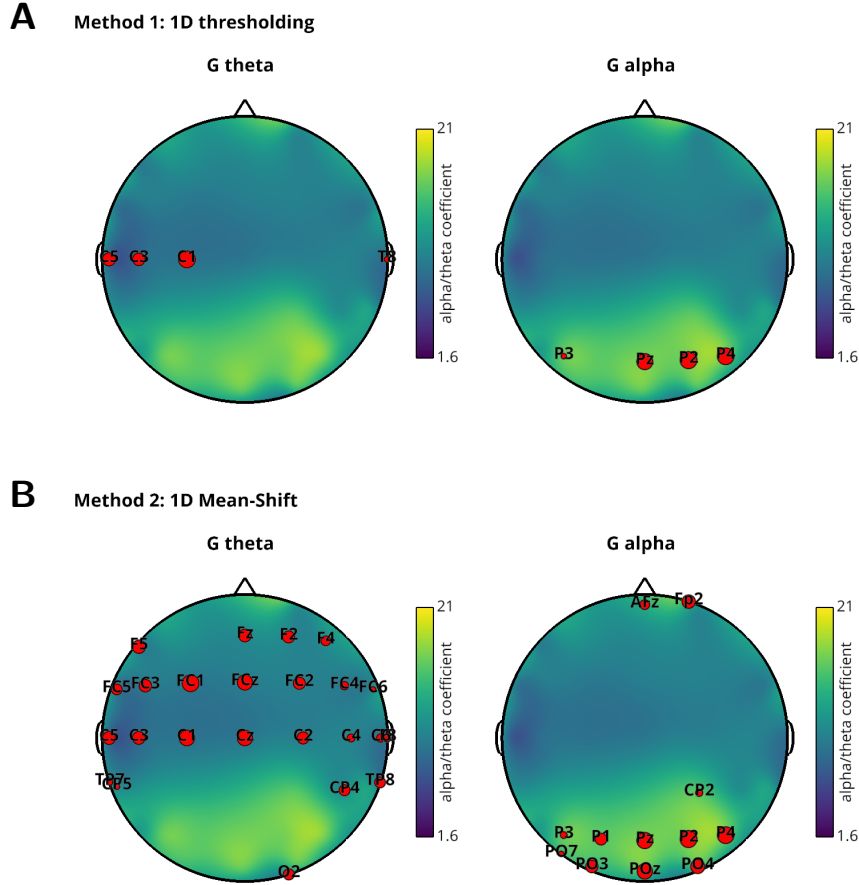 A
Method 1: 1D thresholding
G theta
G alpha
21
alpha/theta coefficient
1.6
C5 C3 C1 T8
21
alpha/theta coefficient
1.6
P3 Pz P2 P4
B
Method 2: 1D Mean-Shift
G theta
G alpha
21
alpha/theta coefficient
1.6
F5 Fz F2 F4
FC5 FC3 FC1 FCz FC2 FC4 FC6
C5 C3 C1 Cz C2 C4 C6 T8
TP7 CP5 CP4 TP8
O2
21
alpha/theta coefficient
1.6
AFz Fp2
CP2
P3 P1 Pz P2 P4
PO7 PO3 POz PO4